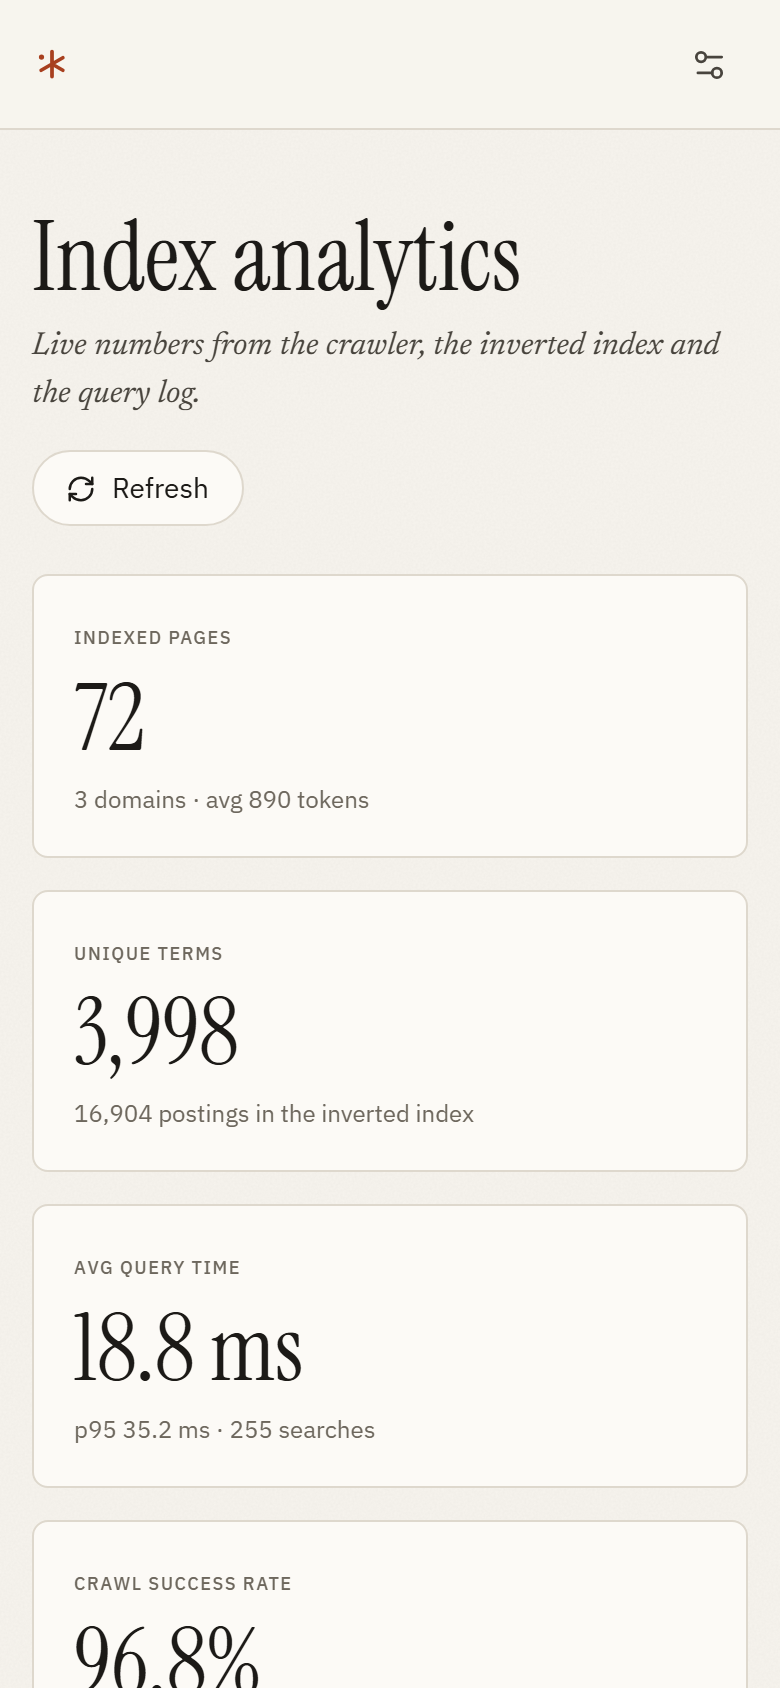 Index analytics
Live numbers from the crawler, the inverted index and
the query log.
Refresh
INDEXED PAGES
72
3 domains · avg 890 tokens
UNIQUE TERMS
3,998
16,904 postings in the inverted index
AVG QUERY TIME
18.8 ms
p95 35.2 ms · 255 searches
CRAWL SUCCESS RATE
96.8%